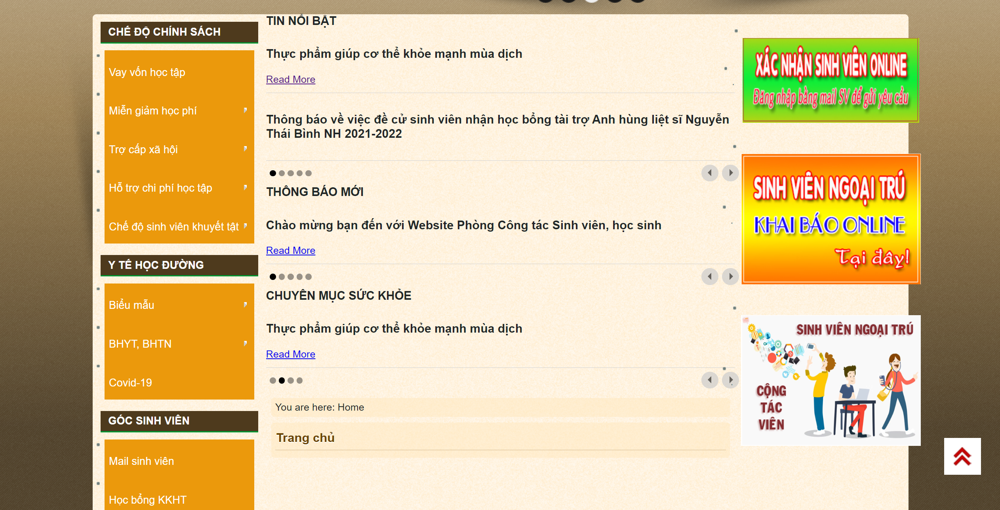 CHẾ ĐỘ CHÍNH SÁCH
Vay vốn học tập
Miễn giảm học phí
Trợ cấp xã hội
Hỗ trợ chi phí học tập
Chế độ sinh viên khuyết tật
Y TẾ HỌC ĐƯỜNG
Biểu mẫu
BHYT, BHTN
Covid-19
GÓC SINH VIÊN
Mail sinh viên
Học bổng KKHT
TIN NỔI BẬT
Thực phẩm giúp cơ thể khỏe mạnh mùa dịch
Read More
Thông báo về việc đề cử sinh viên nhận học bổng tài trợ Anh hùng liệt sĩ Nguyễn
Thái Bình NH 2021-2022
THÔNG BÁO MỚI
Chào mừng bạn đến với Website Phòng Công tác Sinh viên, học sinh
Read More
CHUYÊN MỤC SỨC KHỎE
Thực phẩm giúp cơ thể khỏe mạnh mùa dịch
Read More
You are here: Home
Trang chủ
XÁC NHẬN SINH VIÊN ONLINE
Đăng nhập bằng mail SV để gửi yêu cầu
SINH VIÊN NGOẠI TRÚ
KHAI BÁO ONLINE
Tại đây!
SINH VIÊN NGOẠI TRÚ
CỘNG
TÁC
VIÊN